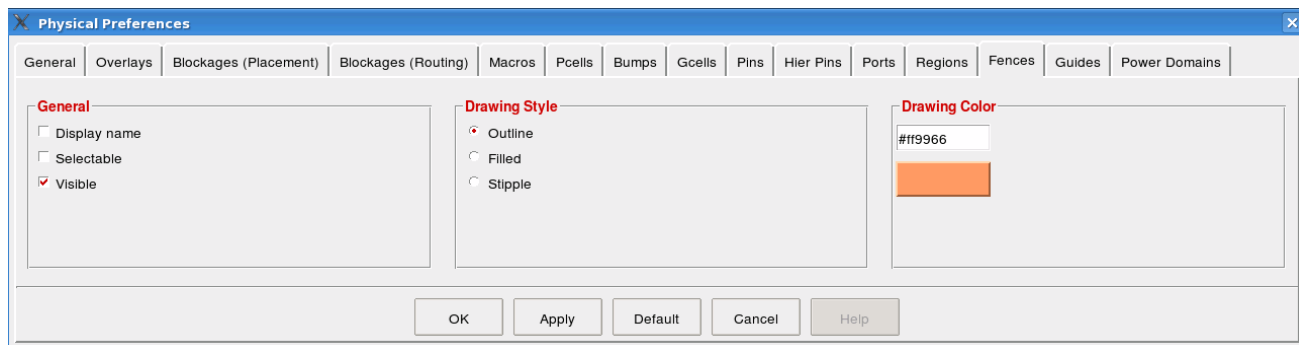 Physical Preferences
General Overlays Blockages (Placement) Blockages (Routing) Macros Pcells Bumps Gcells Pins Hier Pins Ports Regions Fences Guides Power Domains
General
Display name
Selectable
Visible
Drawing Style
Outline
Filled
Stipple
Drawing Color
#ff9966
OK Apply Default Cancel Help